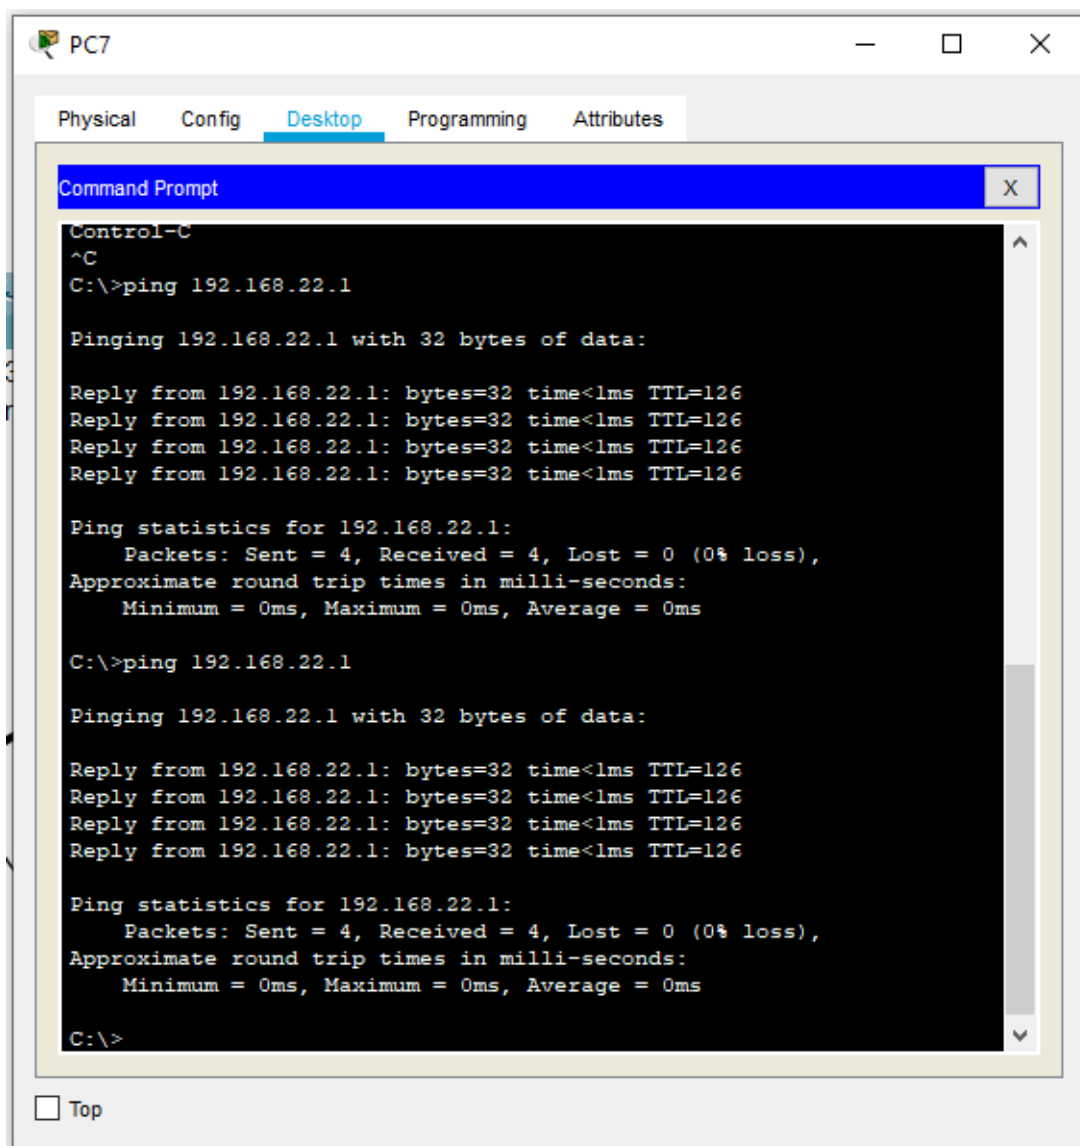 PC7
Physical Config Desktop Programming Attributes
Command Prompt X
Control-C
^C
C:\>ping 192.168.22.1
Pinging 192.168.22.1 with 32 bytes of data:
Reply from 192.168.22.1: bytes=32 time<1ms TTL=126
Reply from 192.168.22.1: bytes=32 time<1ms TTL=126
Reply from 192.168.22.1: bytes=32 time<1ms TTL=126
Reply from 192.168.22.1: bytes=32 time<1ms TTL=126
Ping statistics for 192.168.22.1:
Packets: Sent = 4, Received = 4, Lost = 0 (0% loss),
Approximate round trip times in milli-seconds:
Minimum = 0ms, Maximum = 0ms, Average = 0ms
C:\>ping 192.168.22.1
Pinging 192.168.22.1 with 32 bytes of data:
Reply from 192.168.22.1: bytes=32 time<1ms TTL=126
Reply from 192.168.22.1: bytes=32 time<1ms TTL=126
Reply from 192.168.22.1: bytes=32 time<1ms TTL=126
Reply from 192.168.22.1: bytes=32 time<1ms TTL=126
Ping statistics for 192.168.22.1:
Packets: Sent = 4, Received = 4, Lost = 0 (0% loss),
Approximate round trip times in milli-seconds:
Minimum = 0ms, Maximum = 0ms, Average = 0ms
C:\>
Top